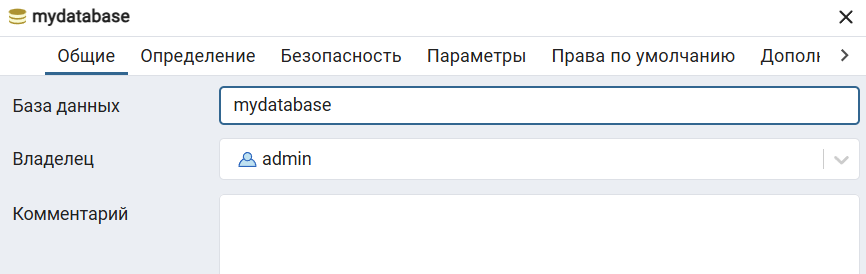 mydatabase
Общие Определение Безопасность Параметры Права по умолчанию
База данных mydatabase
Владелец admin
Комментарий